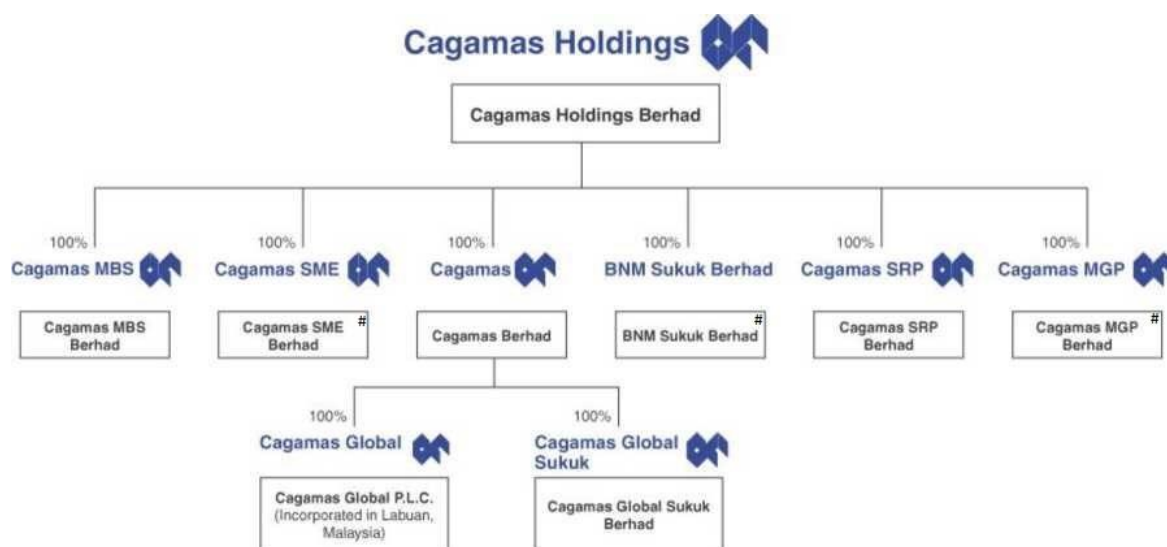 Cagamas Holdings
Cagamas Holdings Berhad
100%
100%
100%
100%
100%
100%
Cagamas MBS
Cagamas SME
Cagamas
BNM Sukuk Berhad
Cagamas SRP
Cagamas MGP
Cagamas MBS
Berhad
Cagamas SME #
Berhad
Cagamas Berhad
#
BNM Sukuk Berhad
Cagamas SRP
Berhad
Cagamas MGP #
Berhad
100%
100%
Cagamas Global
Cagamas Global
Sukuk
Cagamas Global P.L.C.
(Incorporated in Labuan,
Malaysia)
Cagamas Global Sukuk
Berhad